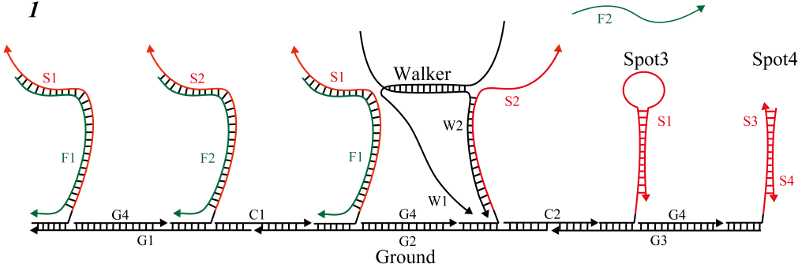 1
F2
Spot3
Spot4
S1
S2
S1
Walker
S2
S1
S3
F1
F2
F1
W2
S4
W1
G4
C1
G4
C2
G4
G1
G2
G3
Ground